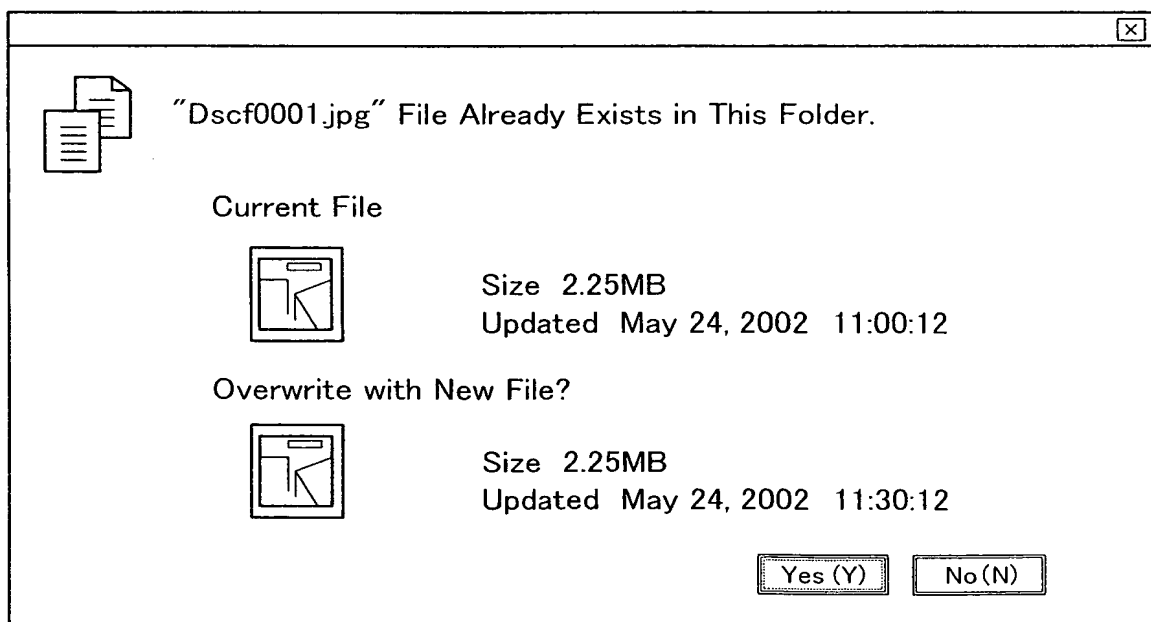 "Dscf0001.jpg" File Already Exists in This Folder.
Current File
Size 2.25MB
Updated May 24, 2002 11:00:12
Overwrite with New File?
Size 2.25MB
Updated May 24, 2002 11:30:12
Yes (Y) No (N)